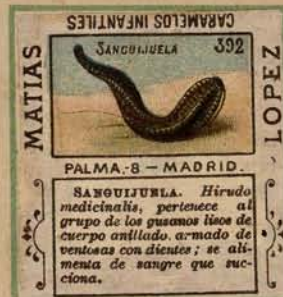 CARAMELOS INFANTILES
SANGUIJUELA 392
MATIAS
LOPEZ
PALMA,-8 — MADRID.
SANGUIJUELA. Hirudo
medicinalis, pertenece al
grupo de los gusanos lisos de
cuerpo anillado, armado de
ventosas con dientes; se ali-
menta de sangre que suc-
ciona.